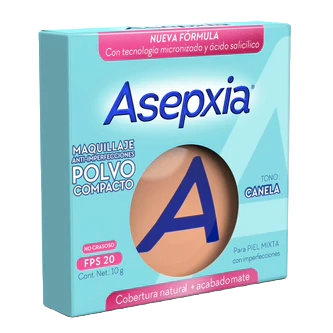 NUEVA FÓRMULA
Con tecnología micronizada y ácido salicílico
Asepxia®
MAQUILLAJE
ANTI-IMPERFECCIONES
POLVO
COMPACTO
A
TONO:
CANELA
NO GRASOSO
FPS 20
Cont. Net.: 10 g
Para PIEL MIXTA
con imperfecciones
Cobertura natural + acabado mate